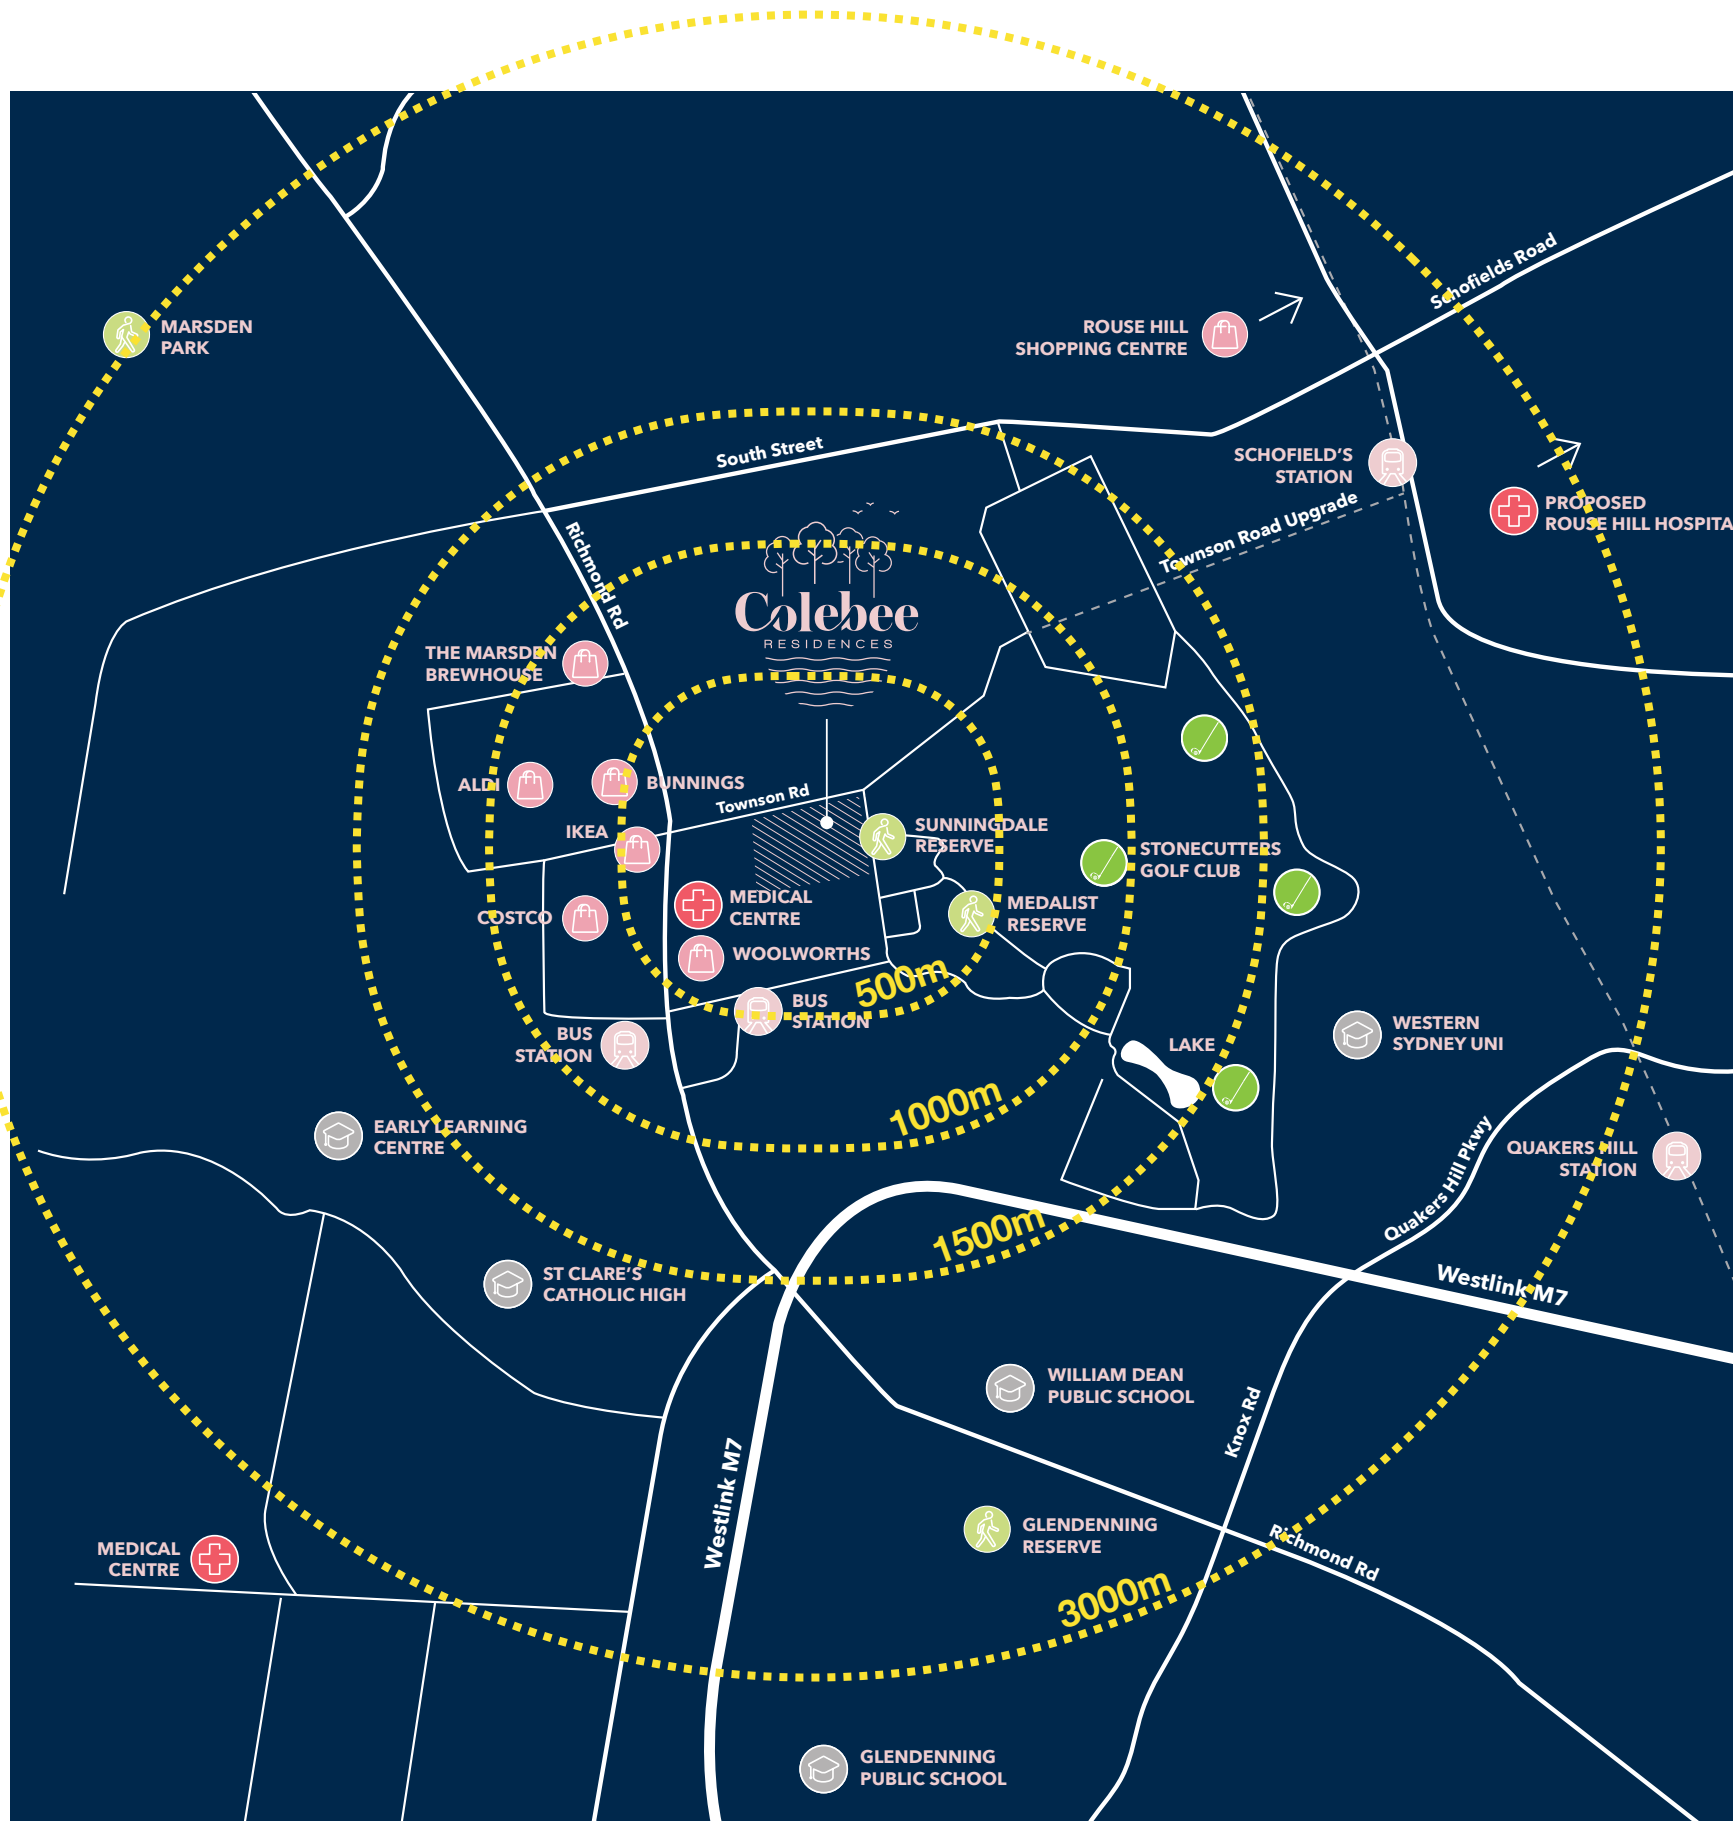 MARSDEN
PARK
ROUSE HILL
SHOPPING CENTRE
Schofields Road
South Street
SCHOFIELD'S
STATION
PROPOSED
ROUSE HILL
Townson Road Upgrade
Richmond Rd
Colebee
RESIDENCES
THE MARSDEN
BREWHOUSE
ALDI
BUNNINGS
Townson Rd
IKEA
SUNNINGDALE
RESERVE
STONECUTTERS
GOLF CLUB
MEDICAL
CENTRE
MEDALIST
RESERVE
COSTCO
WOOLWORTHS
500m
BUS
STATION
BUS
STATION
WESTERN
SYDNEY UNI
LAKE
1000m
EARLY LEARNING
CENTRE
QUAKERS HILL
STATION
Quakers Hill Pkwy
1500m
ST CLARE'S
CATHOLIC HIGH
Westlink M7
WILLIAM DEAN
PUBLIC SCHOOL
Knox Rd
Westlink M7
GLENDENNING
RESERVE
Richmond Rd
MEDICAL
CENTRE
3000m
GLENDENNING
PUBLIC SCHOOL